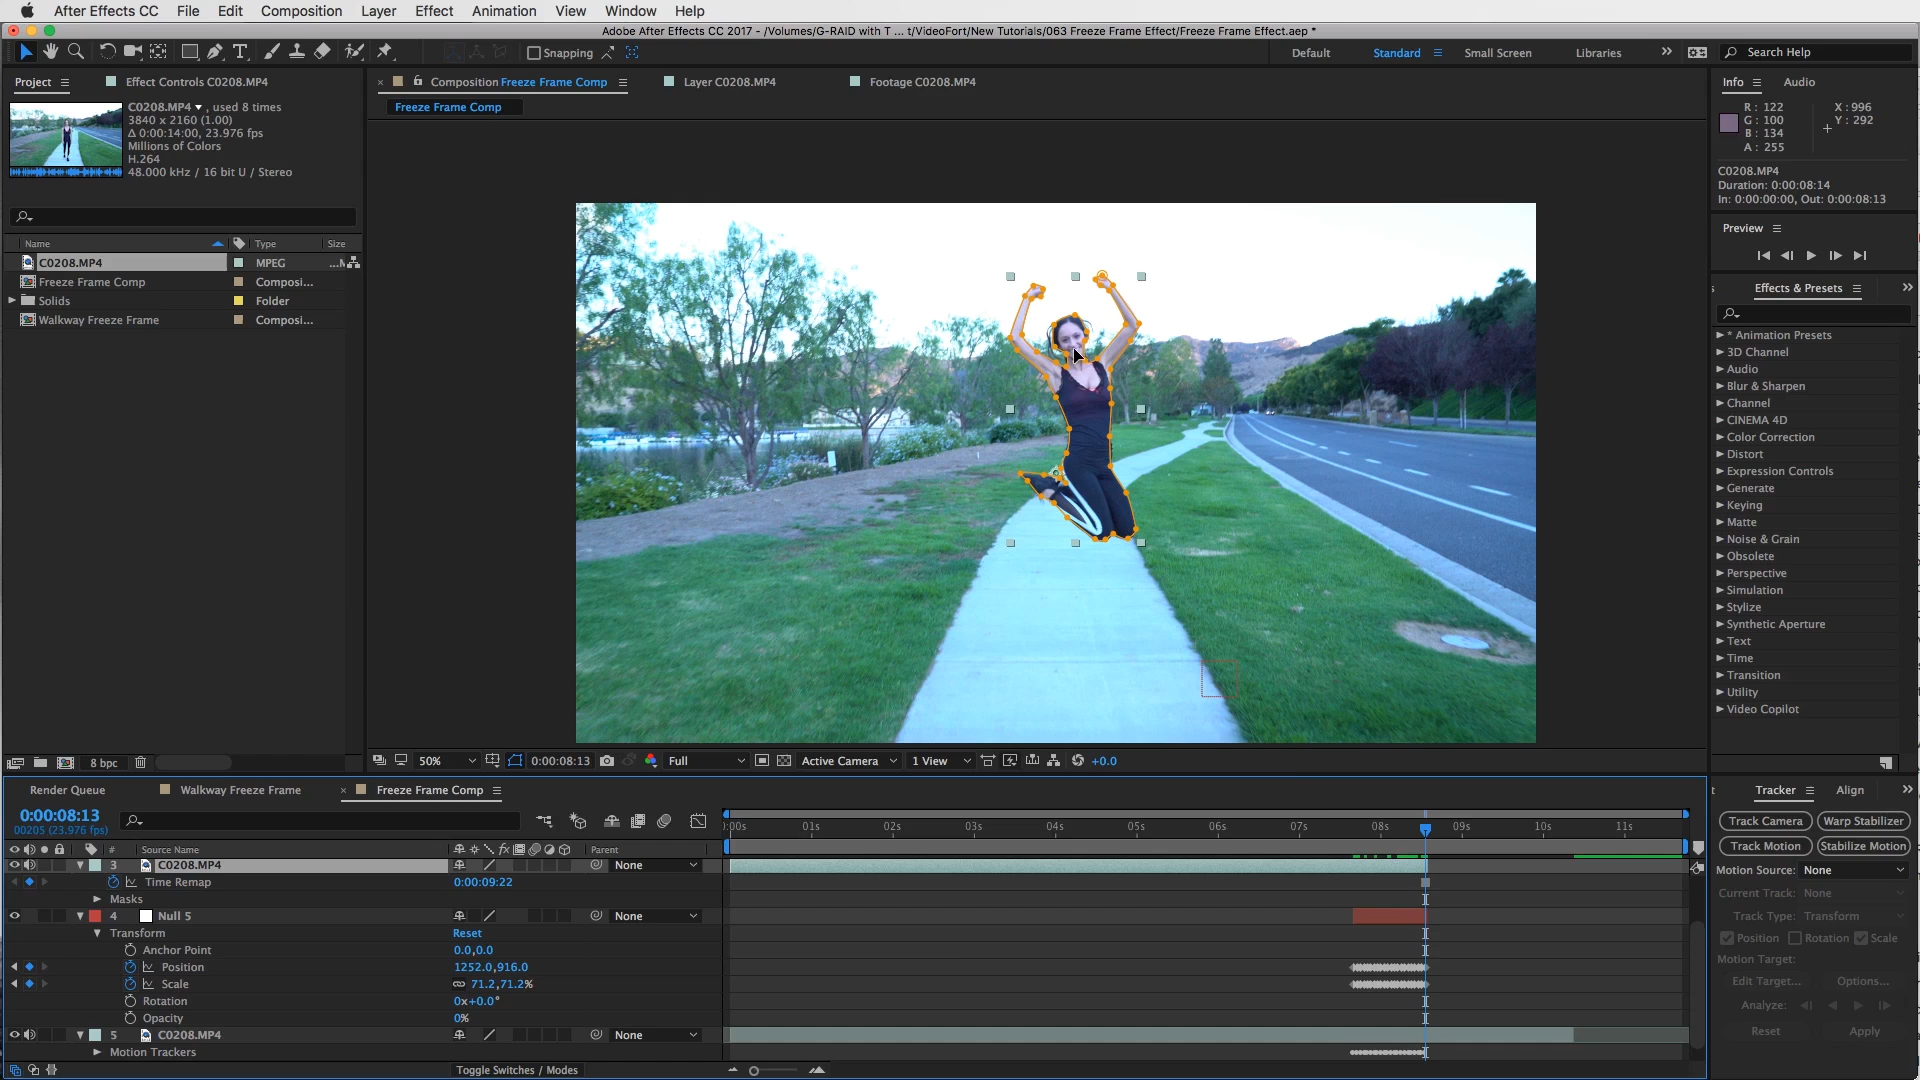 After Effects CC File Edit Composition Layer Effect Animation View Window Help
Adobe After Effects CC 2017 - /Volumes/G-RAID with T ... t/VideoFort/New Tutorials/063 Freeze Frame Effect/Freeze Frame Effect.aep *
T Snapping Default Standard Small Screen Libraries Search Help
Project Effect Controls C0208.MP4 Composition Freeze Frame Comp Layer C0208.MP4 Footage C0208.MP4 Info Audio
Freeze Frame Comp
C0208.MP4 , used 8 times
3840 x 2160 (1.00)
Δ 0:00:14:00, 23.976 fps
Millions of Colors
H.264
48.000 kHz / 16 bit U / Stereo
R : 122
G : 100
B : 134
A : 255
X : 996
Y : 292
C0208.MP4
Duration: 0:00:08:14
In: 0:00:00:00, Out: 0:00:08:13
Preview
Name Type Size
C0208.MP4 MPEG
Freeze Frame Comp Composi...
Solids Folder
Walkway Freeze Frame Composi...
Effects & Presets
* Animation Presets
3D Channel
Audio
Blur & Sharpen
Channel
CINEMA 4D
Color Correction
Distort
Expression Controls
Generate
Keying
Matte
Noise & Grain
Obsolete
Perspective
Simulation
Stylize
Synthetic Aperture
Text
Time
Transition
Utility
Video Copilot
8 bpc
50% 0:00:08:13 Full Active Camera 1 View +0.0
Render Queue Walkway Freeze Frame Freeze Frame Comp
0:00:08:13
00205 (23.976 fps)
:00s 01s 02s 03s 04s 05s 06s 07s 08s 09s 10s 11s
# Source Name fx Parent
3 C0208.MP4 None
Time Remap 0:00:09:22
Masks
4 Null 5 None
Transform Reset
Anchor Point 0.0,0.0
Position 1252.0,916.0
Scale 71.2,71.2%
Rotation 0x+0.0°
Opacity 0%
5 C0208.MP4 None
Motion Trackers
Toggle Switches / Modes
Tracker Align
Track Camera Warp Stabilizer
Track Motion Stabilize Motion
Motion Source: None
Current Track: None
Track Type: Transform
Position Rotation Scale
Motion Target:
Edit Target... Options...
Analyze:
Reset Apply